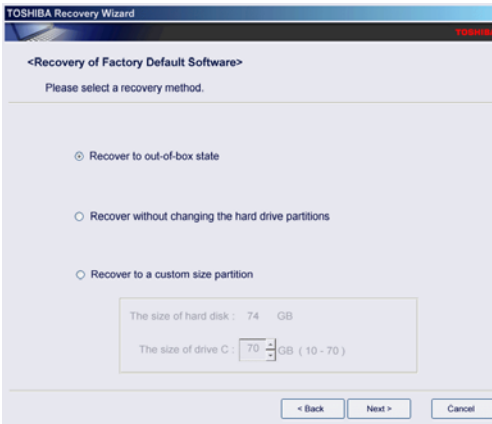 TOSHIBA Recovery Wizard
TOSHIBA
<Recovery of Factory Default Software>
Please select a recovery method.
Recover to out-of-box state
Recover without changing the hard drive partitions
Recover to a custom size partition
The size of hard disk : 74 GB
The size of drive C : 70 GB ( 10 - 70 )
< Back Next > Cancel